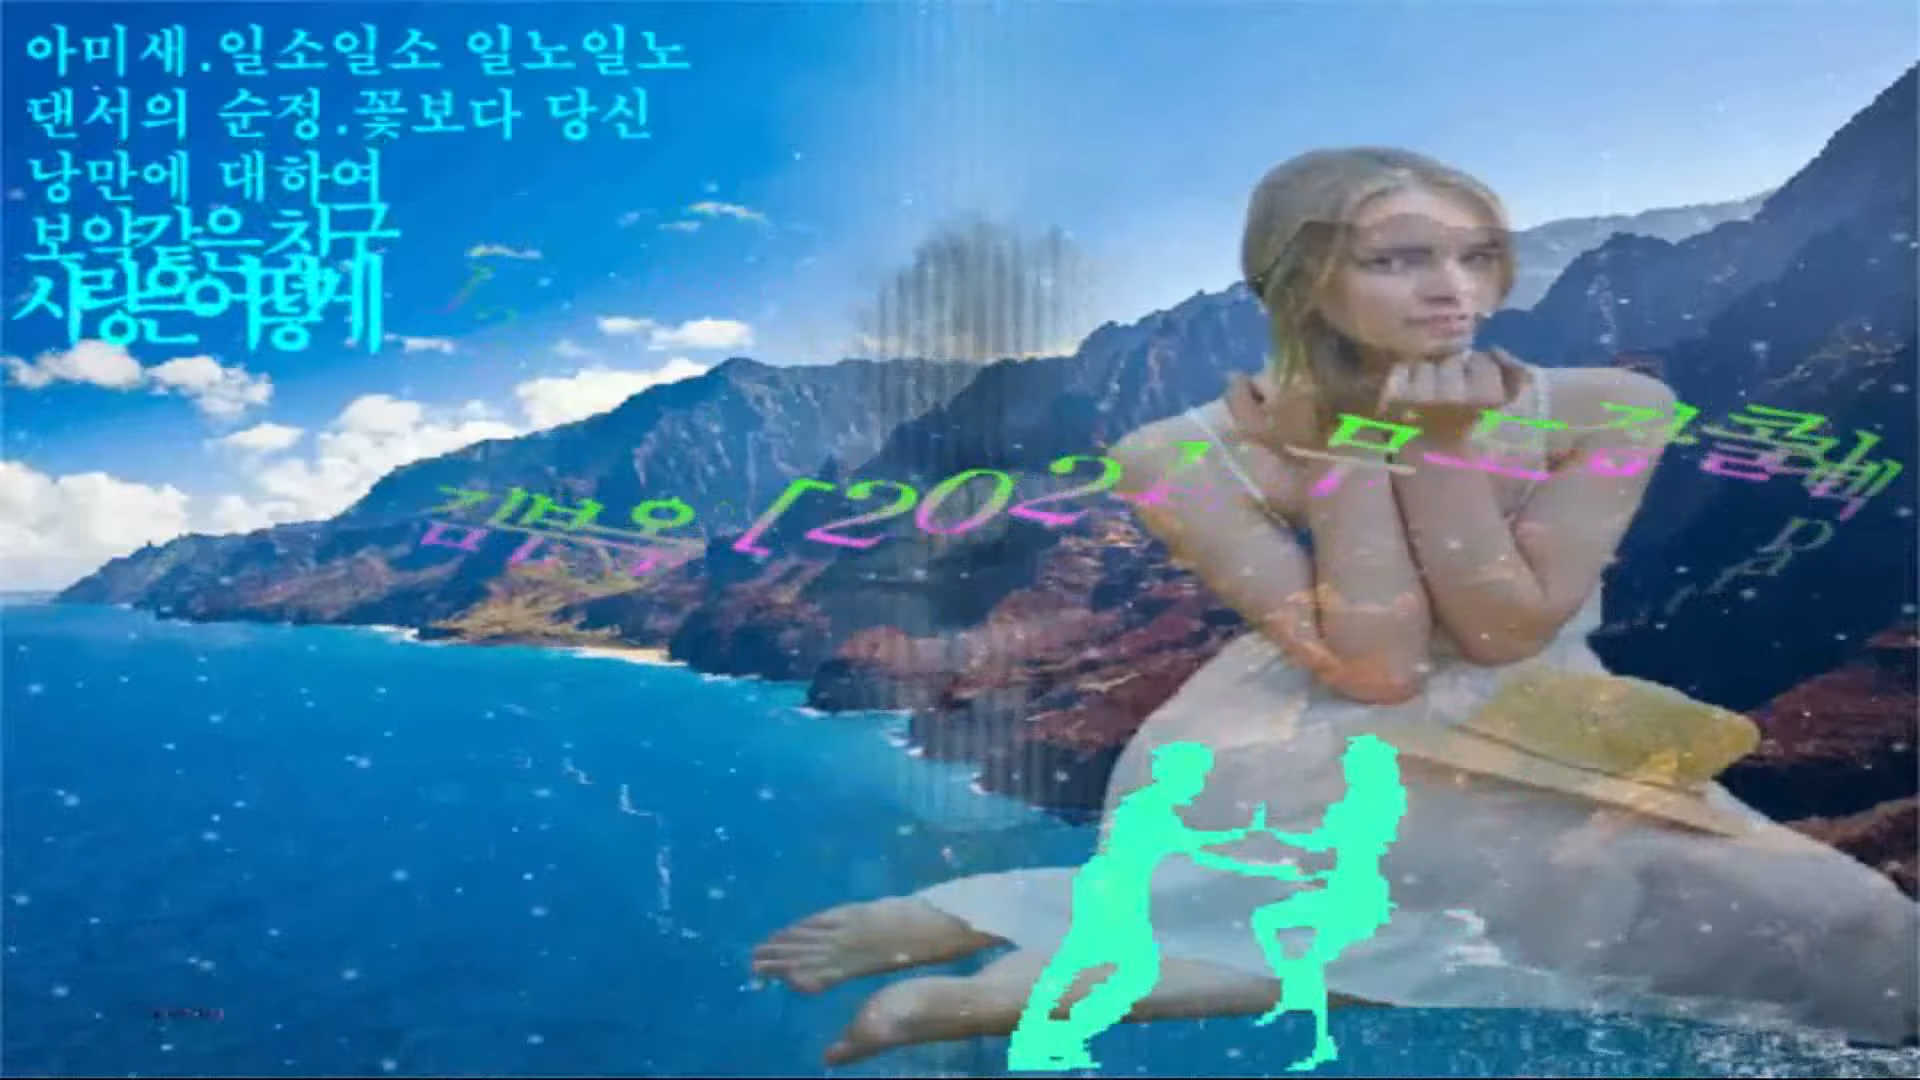 아미새.일소일소 일노일노
댄서의 순정.꽃보다 당신
낭만에 대하여
보약같은친구
사랑은어떻게
[202